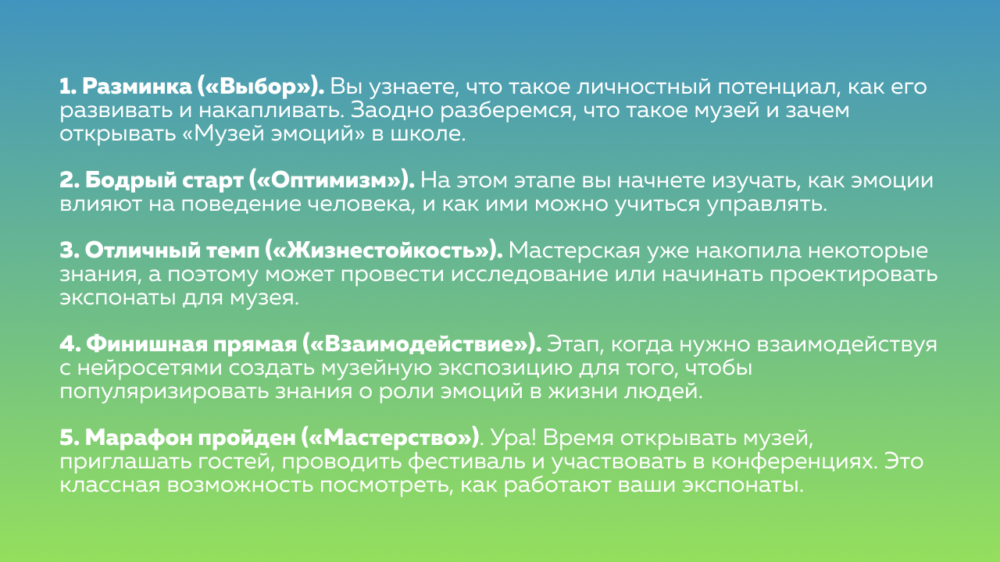 1. Разминка («Выбор»). Вы узнаете, что такое личностный потенциал, как его
развивать и накапливать. Заодно разберемся, что такое музей и зачем
открывать «Музей эмоций» в школе.
2. Бодрый старт («Оптимизм»). На этом этапе вы начнете изучать, как эмоции
влияют на поведение человека, и как ими можно учиться управлять.
3. Отличный темп («Жизнестойкость»). Мастерская уже накопила некоторые
знания, а поэтому может провести исследование или начинать проектировать
экспонаты для музея.
4. Финишная прямая («Взаимодействие»). Этап, когда нужно взаимодействуя
с нейросетями создать музейную экспозицию для того, чтобы
популяризировать знания о роли эмоций в жизни людей.
5. Марафон пройден («Мастерство»). Ура! Время открывать музей,
приглашать гостей, проводить фестиваль и участвовать в конференциях. Это
классная возможность посмотреть, как работают ваши экспонаты.